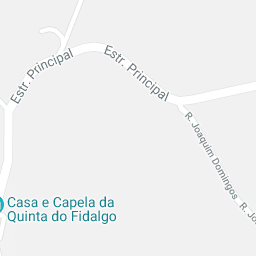 Estr. Principal
Estr. Principal
R. Joaquim Domingos
R. Jo
Casa e Capela da
Quinta do Fidalgo